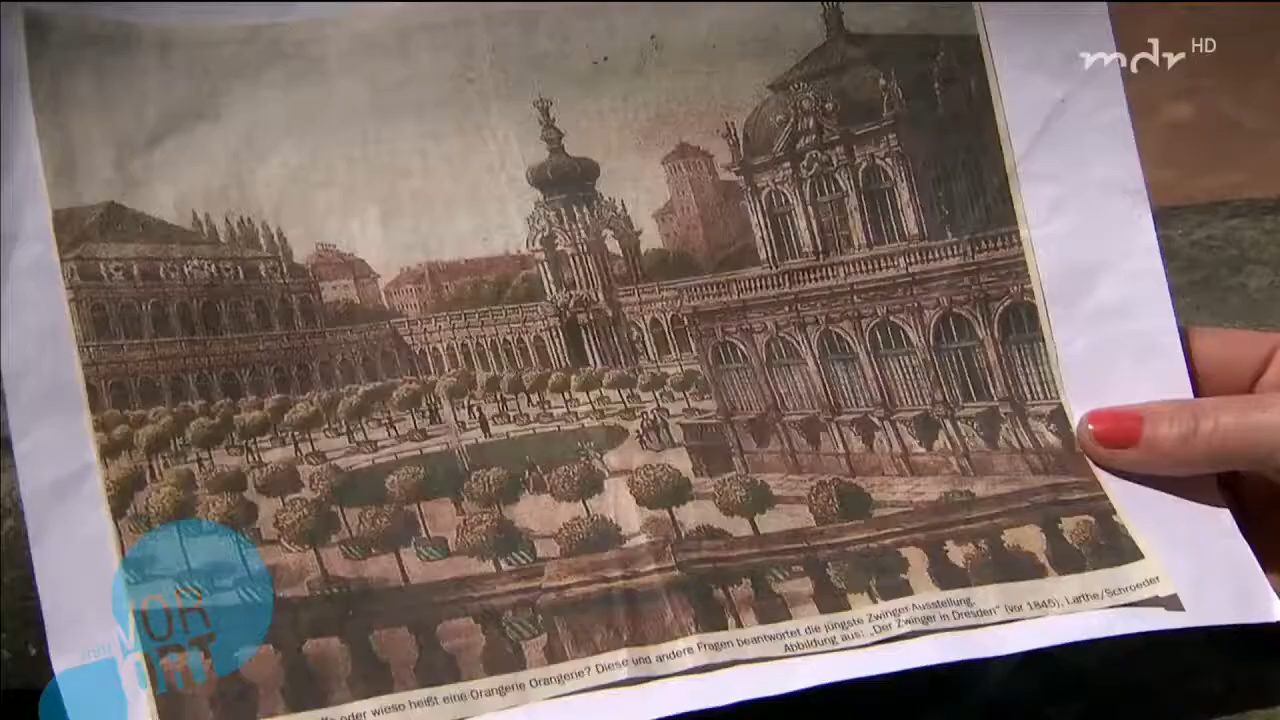 mdr HD
oder wieso heißt eine Orangerie Orangerie? Diese und andere Fragen beantwortet die jüngste Zwinger-Ausstellung.
Abbildung aus: „Der Zwinger in Dresden" (vor 1845), Larthe/Schroeder
VOR
ORT